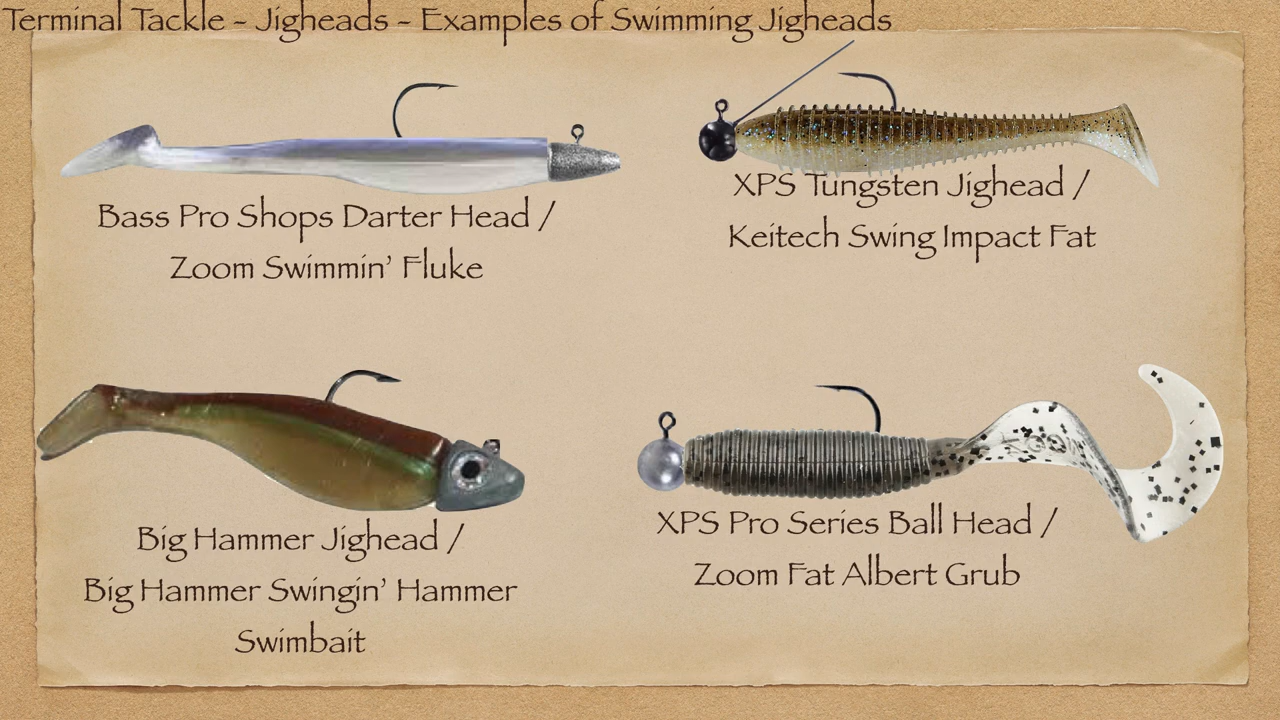 Terminal Tackle - Jigheads - Examples of Swimming Jigheads
Bass Pro Shops Darter Head /
Zoom Swimmin' Fluke
XPS Tungsten Jighead /
Keitech Swing Impact Fat
Big Hammer Jighead /
Big Hammer Swingin' Hammer
Swimbait
XPS Pro Series Ball Head /
Zoom Fat Albert Grub